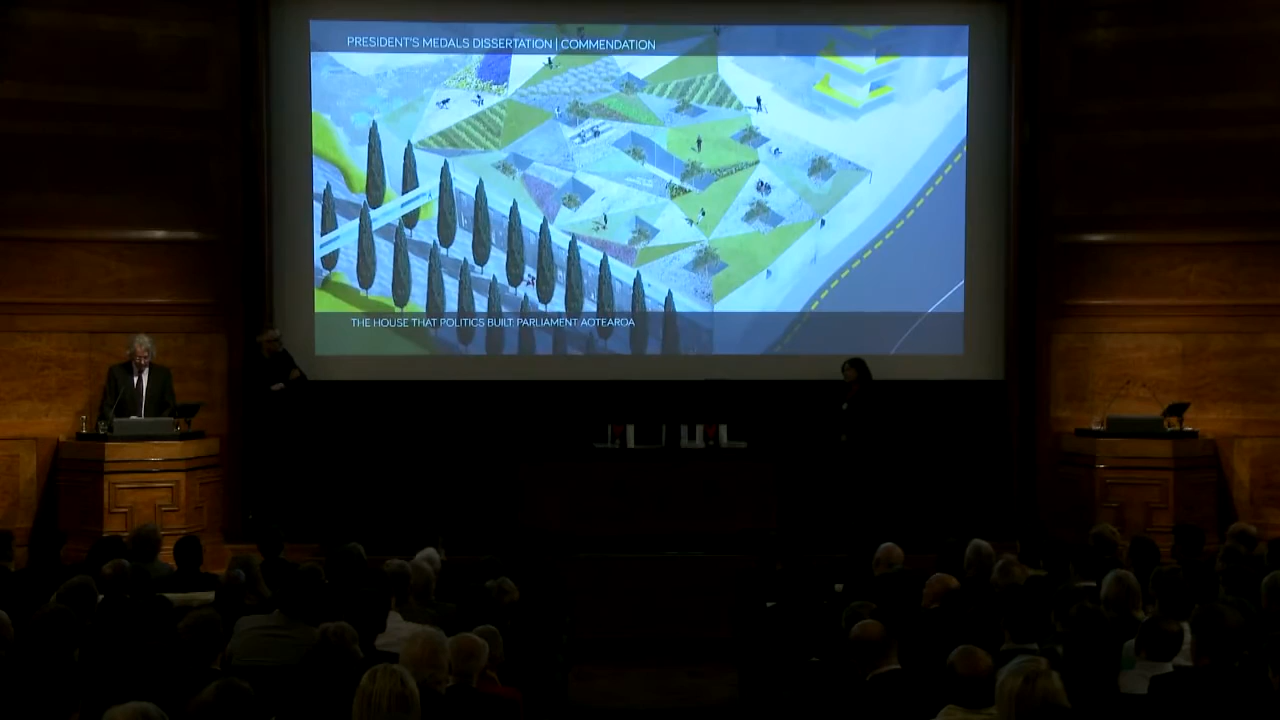 PRESIDENT'S MEDALS DISSERTATION | COMMENDATION
THE HOUSE THAT POLITICS BUILT: PARLIAMENT AOTEAROA